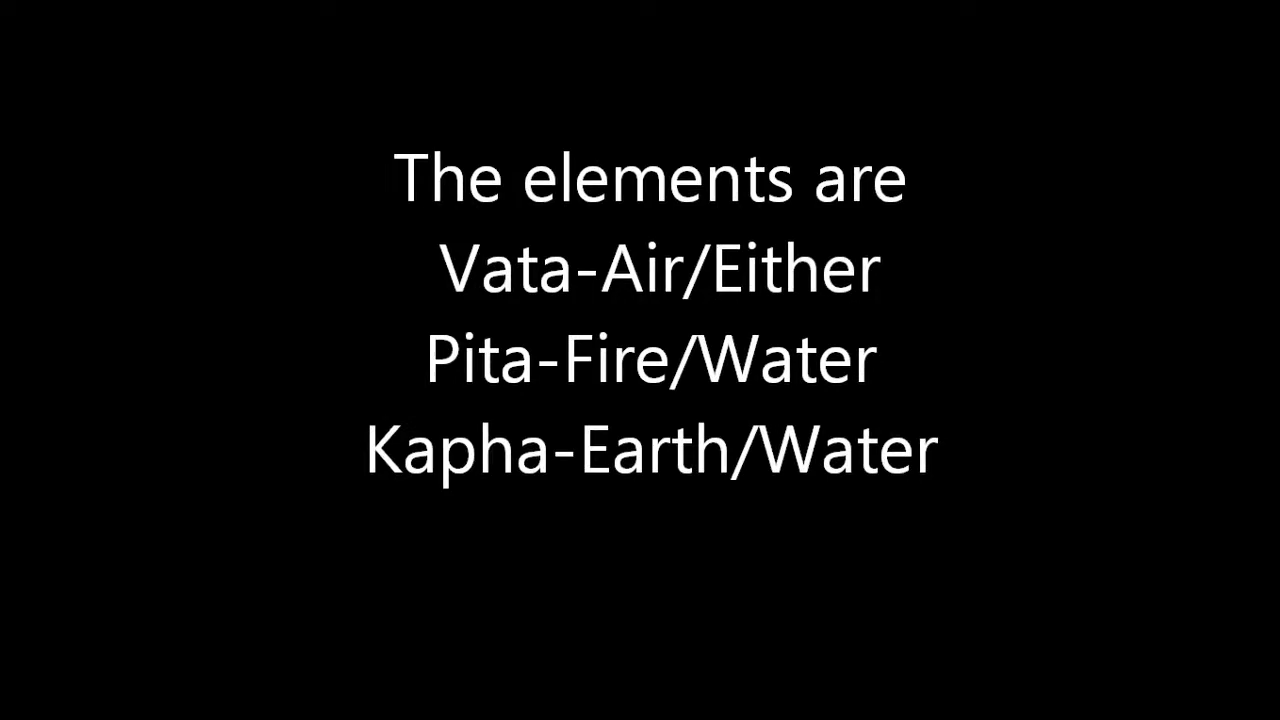 The elements are
Vata-Air/Either
Pita-Fire/Water
Kapha-Earth/Water